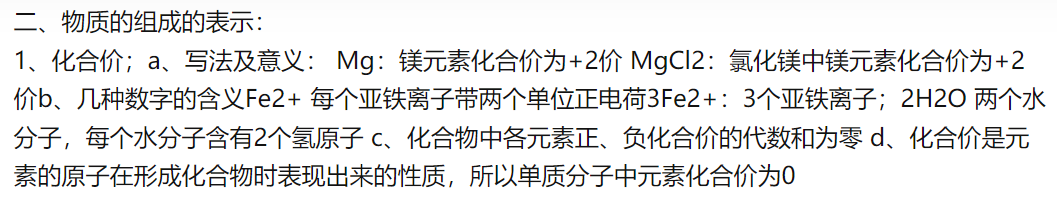 二、物质的组成的表示：
1、化合价；a、写法及意义： Mg：镁元素化合价为+2价 MgCl2：氯化镁中镁元素化合价为+2
价b、几种数字的含义Fe2+ 每个亚铁离子带两个单位正电荷3Fe2+：3个亚铁离子；2H2O 两个水
分子，每个水分子含有2个氢原子 c、化合物中各元素正、负化合价的代数和为零 d、化合价是元
素的原子在形成化合物时表现出来的性质，所以单质分子中元素化合价为0